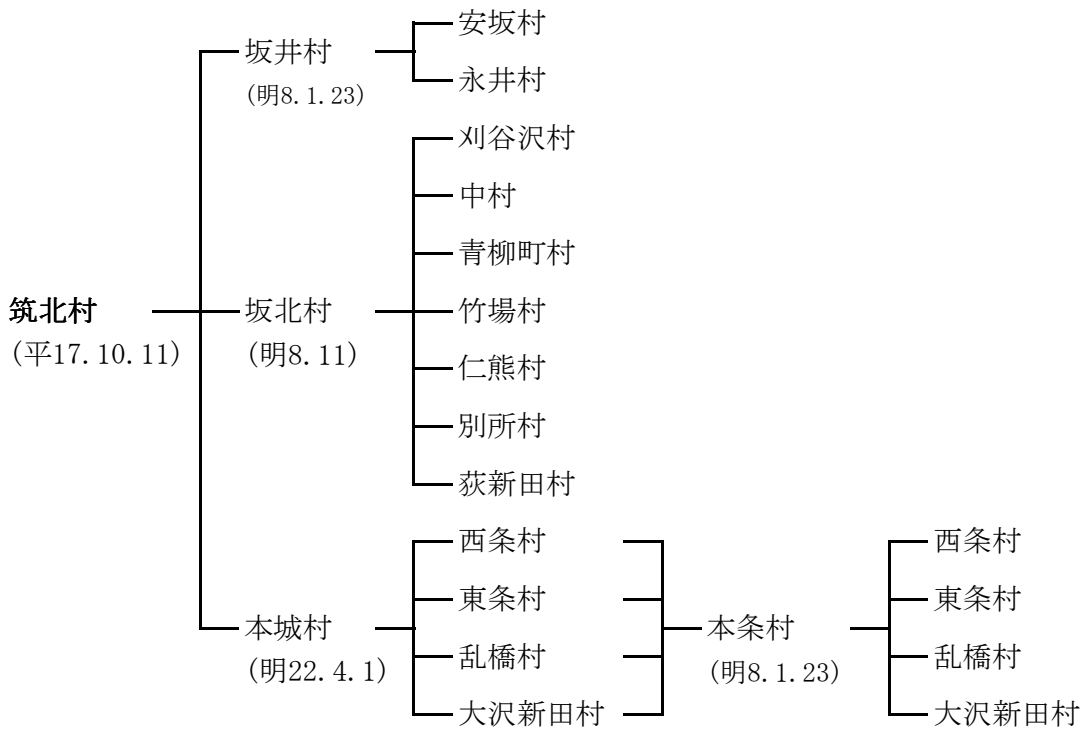 筑北村
(平17.10.11)
坂井村
(明8.1.23)
安坂村
永井村
坂北村
(明8.11)
刈谷沢村
中村
青柳町村
竹場村
仁熊村
別所村
荻新田村
本城村
(明22.4.1)
西条村
東条村
乱橋村
大沢新田村
本条村
(明8.1.23)
西条村
東条村
乱橋村
大沢新田村